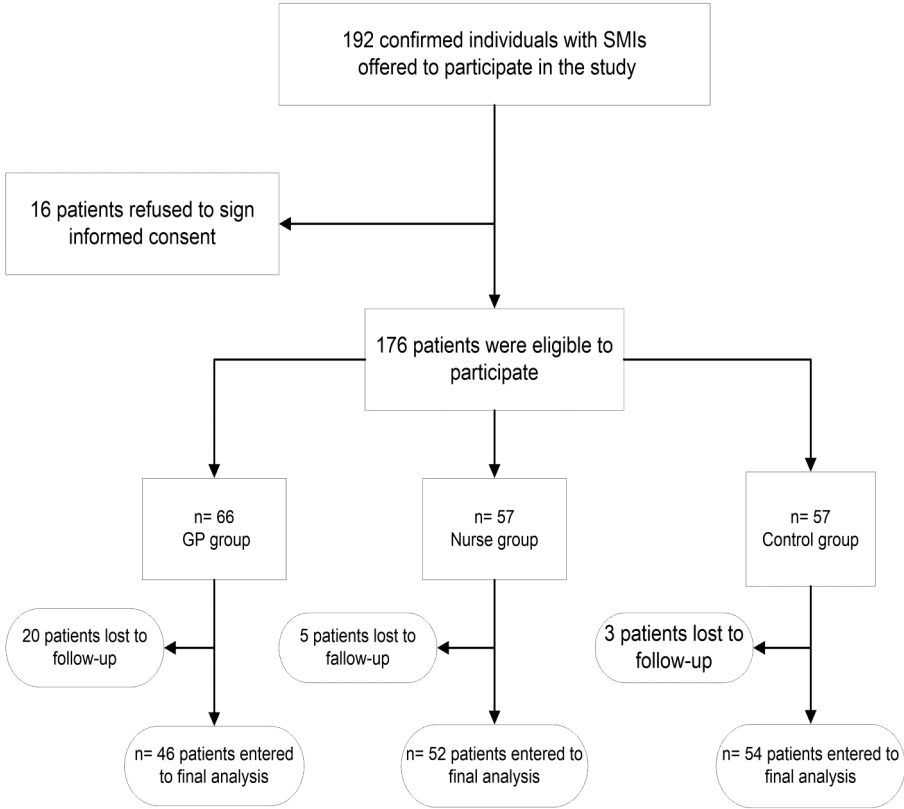 192 confirmed individuals with SMIs
offered to participate in the study
16 patients refused to sign
informed consent
176 patients were eligible to
participate
n= 66
GP group
n= 57
Nurse group
n= 57
Control group
20 patients lost to
follow-up
5 patients lost to
fallow-up
3 patients lost to
follow-up
n= 46 patients entered
to final analysis
n= 52 patients entered to
final analysis
n= 54 patients entered to
final analysis